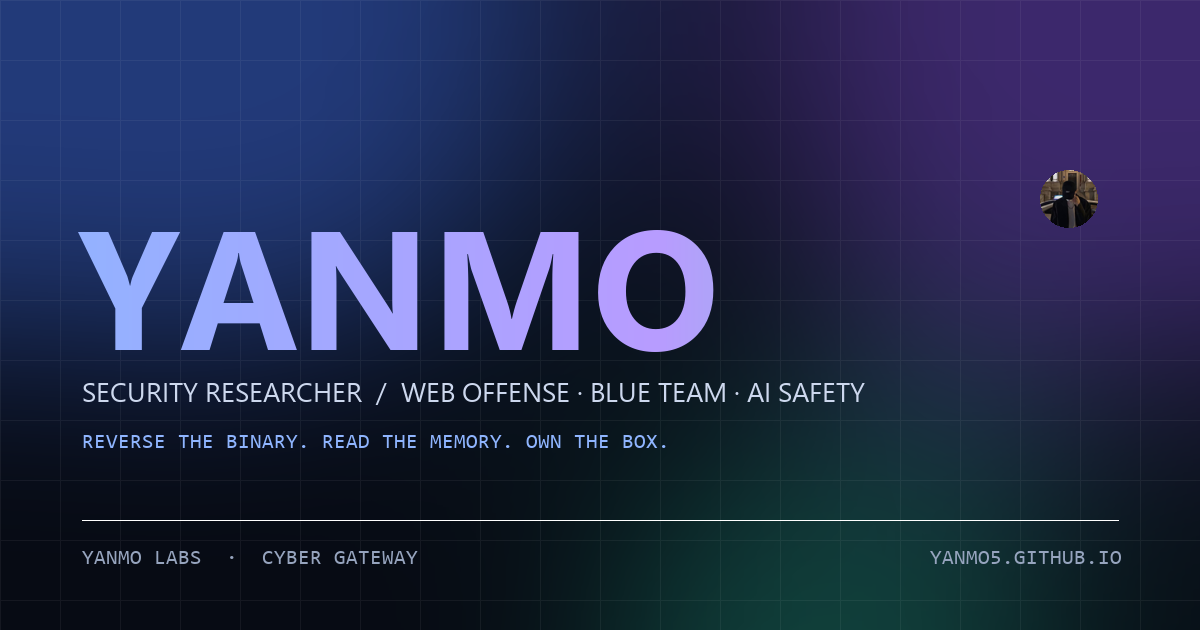 YANMO
SECURITY RESEARCHER / WEB OFFENSE · BLUE TEAM · AI SAFETY
REVERSE THE BINARY. READ THE MEMORY. OWN THE BOX.
YANMO LABS · CYBER GATEWAY
YANMO5.GITHUB.IO